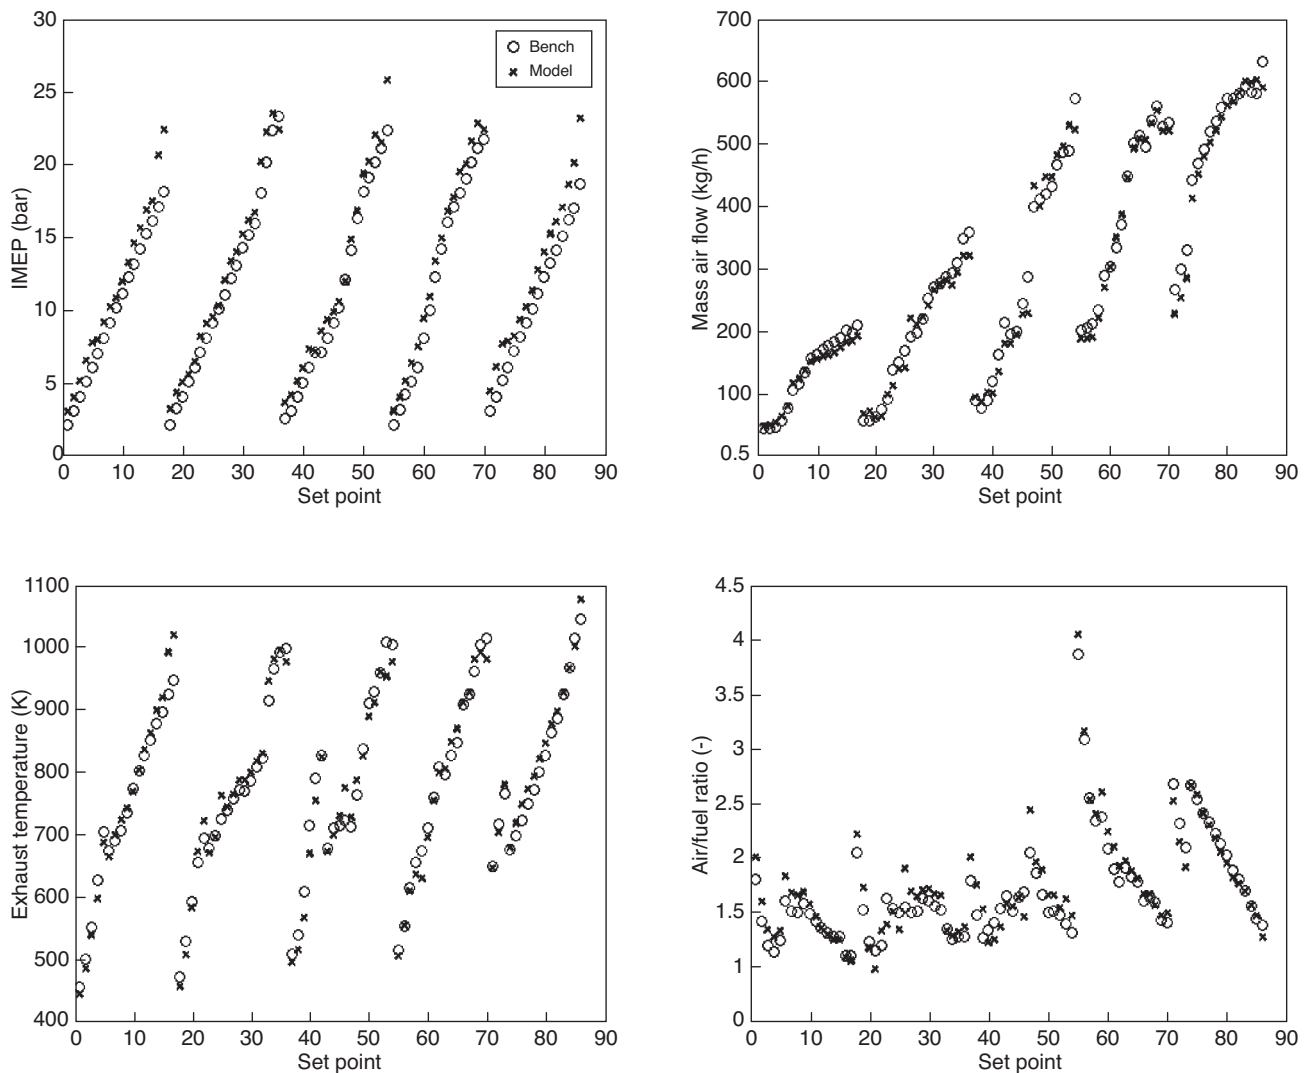 30
25
20
15
10
5
0
IMEP (bar)
Bench
Model
0 10 20 30 40 50 60 70 80 90
Set point
700
600
500
400
300
200
100
0.5
Mass air flow (kg/h)
0 10 20 30 40 50 60 70 80 90
Set point
1100
1000
900
800
700
600
500
400
Exhaust temperature (K)
0 10 20 30 40 50 60 70 80 90
Set point
4.5
4
3.5
3
2.5
2
1.5
1
0
Air/fuel ratio (-)
0 10 20 30 40 50 60 70 80 90
Set point